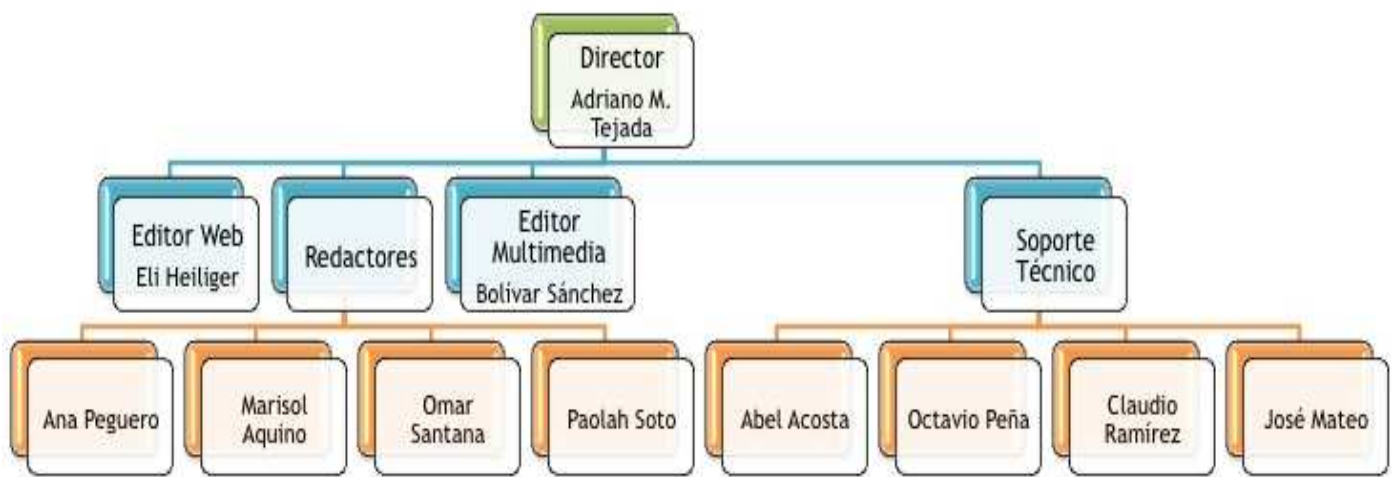 Director
Adriano M.
Tejada
Editor Web
Eli Heiliger
Redactores
Editor
Multimedia
Bolivar Sánchez
Soporte
Técnico
Ana Peguero
Marisol
Aquino
Omar
Santana
Paolah Soto
Abel Acosta
Octavio Peña
Claudio
Ramírez
José Mateo